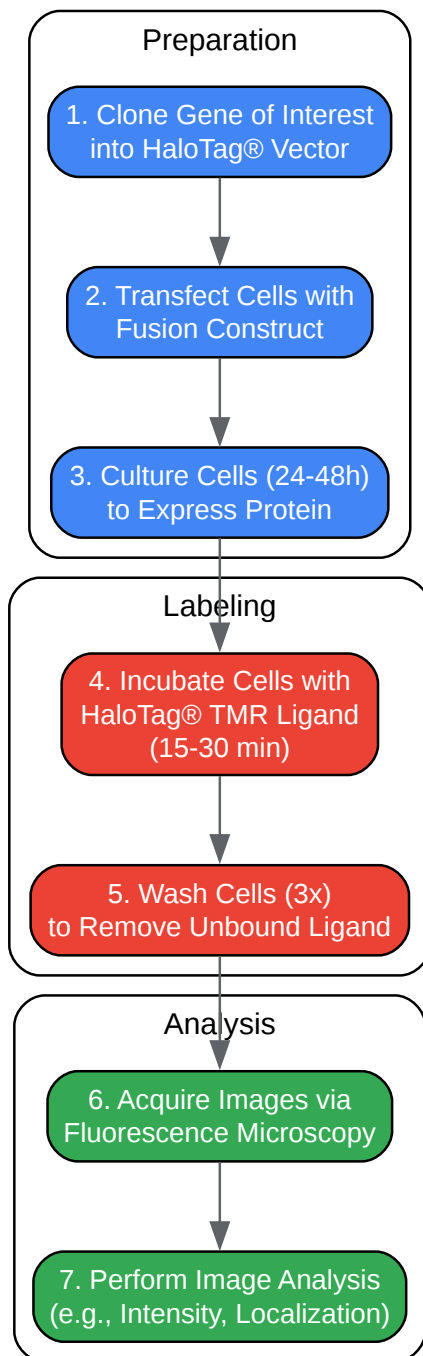 Preparation
1. Clone Gene of Interest
into HaloTag® Vector
2. Transfect Cells with
Fusion Construct
3. Culture Cells (24-48h)
to Express Protein
Labeling
4. Incubate Cells with
HaloTag® TMR Ligand
(15-30 min)
5. Wash Cells (3x)
to Remove Unbound Ligand
Analysis
6. Acquire Images via
Fluorescence Microscopy
7. Perform Image Analysis
(e.g., Intensity, Localization)